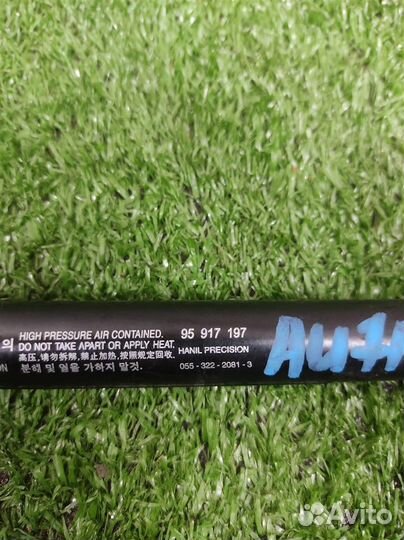 의 HIGH PRESSURE AIR CONTAINED. 95 917 197
DO NOT TAKE APART OR APPLY HEAT. HANIL PRECISION
高压,请勿拆解,禁止加热,按照规定回收. 055 - 322 - 2081 - 3
ON 분해 및 열을 가하지 말것.
Avito